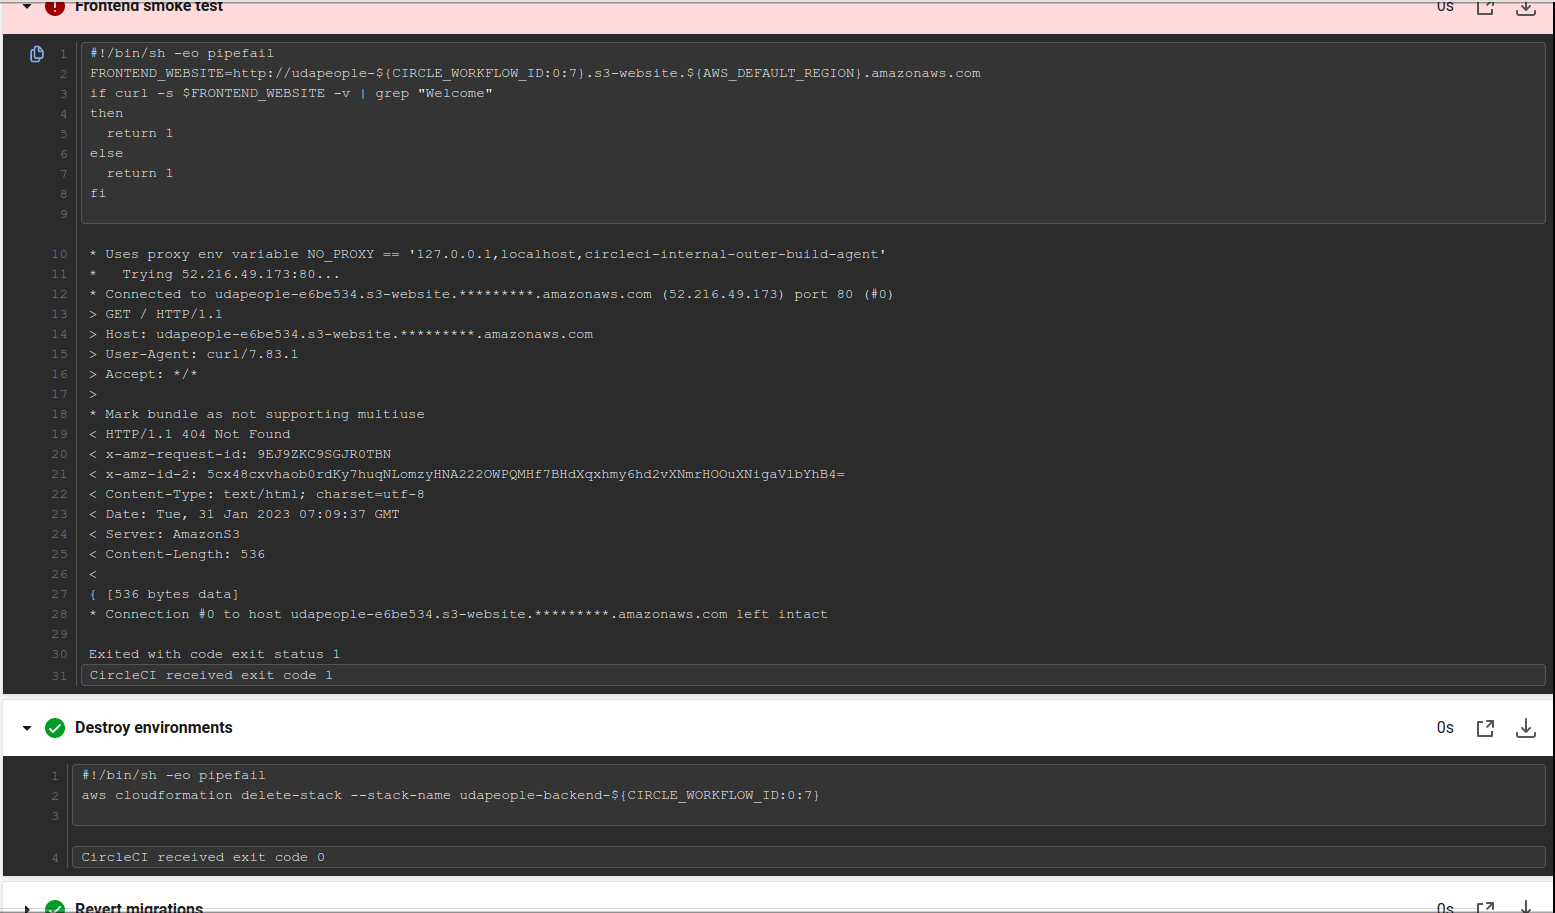 Frontend smoke test 0s
1 #!/bin/sh -eo pipefail
2 FRONTEND_WEBSITE=http://udapeople-${CIRCLE_WORKFLOW_ID:0:7}.s3-website.${AWS_DEFAULT_REGION}.amazonaws.com
3 if curl -s $FRONTEND_WEBSITE -v | grep "Welcome"
4 then
5   return 1
6 else
7   return 1
8 fi
9
10 * Uses proxy env variable NO_PROXY == '127.0.0.1,localhost,circleci-internal-outer-build-agent'
11 *   Trying 52.216.49.173:80...
12 * Connected to udapeople-e6be534.s3-website.*********.amazonaws.com (52.216.49.173) port 80 (#0)
13 > GET / HTTP/1.1
14 > Host: udapeople-e6be534.s3-website.*********.amazonaws.com
15 > User-Agent: curl/7.83.1
16 > Accept: */*
17 >
18 * Mark bundle as not supporting multiuse
19 < HTTP/1.1 404 Not Found
20 < x-amz-request-id: 9EJ9ZKC9SGJR0TBN
21 < x-amz-id-2: 5cx48cxvhaob0rdKy7huqNLomzyHNA222OWPQMHf7BHdXqxhmy6hd2vXNmrHOOuXNigaVlbYhB4=
22 < Content-Type: text/html; charset=utf-8
23 < Date: Tue, 31 Jan 2023 07:09:37 GMT
24 < Server: AmazonS3
25 < Content-Length: 536
26 <
27 { [536 bytes data]
28 * Connection #0 to host udapeople-e6be534.s3-website.*********.amazonaws.com left intact
29
30 Exited with code exit status 1
31 CircleCI received exit code 1
Destroy environments 0s
1 #!/bin/sh -eo pipefail
2 aws cloudformation delete-stack --stack-name udapeople-backend-${CIRCLE_WORKFLOW_ID:0:7}
3
4 CircleCI received exit code 0
Revert migrations 0s